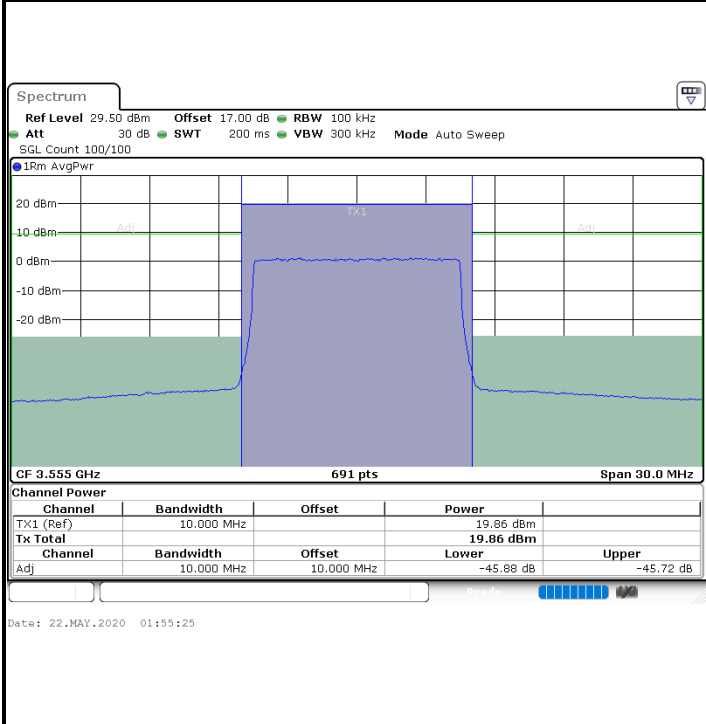 Spectrum
Ref Level 29.50 dBm Offset 17.00 dB RBW 100 kHz
Att 30 dB SWT 200 ms VBW 300 kHz Mode Auto Sweep
SGL Count 100/100
1Rm AvgPwr
20 dBm
TX1
Adj
Adj
10 dBm
0 dBm
-10 dBm
-20 dBm
CF 3.555 GHz 691 pts Span 30.0 MHz
Channel Power
Channel Bandwidth Offset Power
TX1 (Ref) 10.000 MHz 19.86 dBm
Tx Total 19.86 dBm
Channel Bandwidth Offset Lower Upper
Adj 10.000 MHz 10.000 MHz -45.88 dB -45.72 dB
Ready
Date: 22.MAY.2020 01:55:25